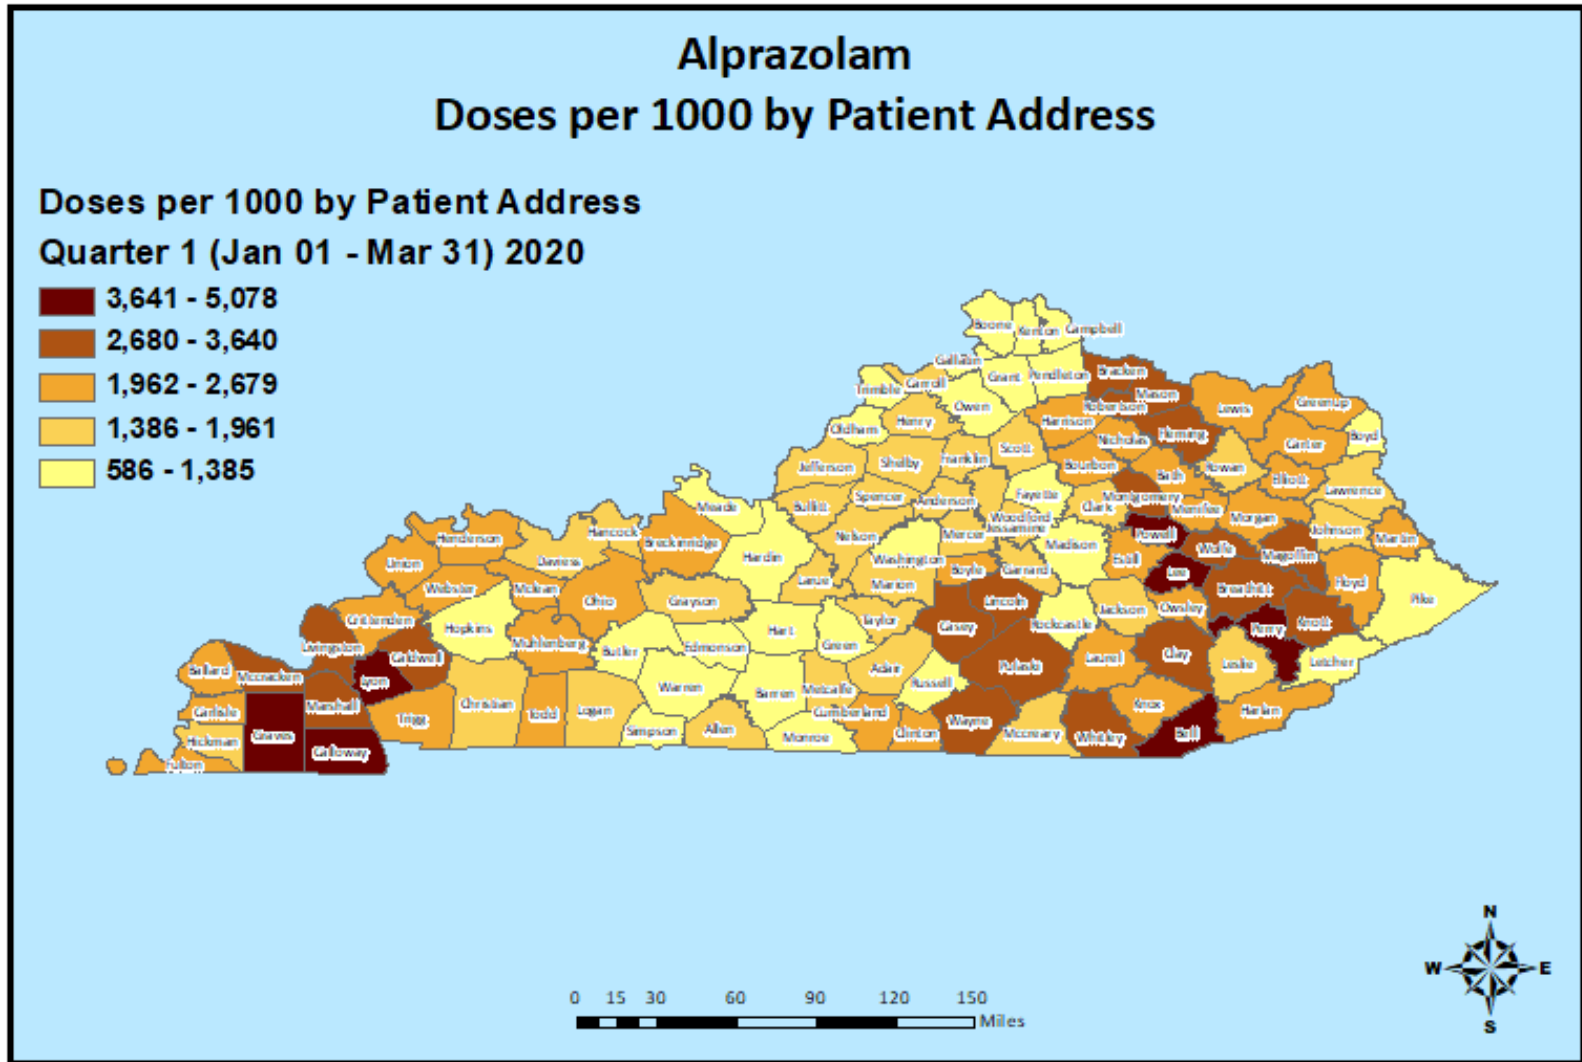 Alprazolam
Doses per 1000 by Patient Address
Doses per 1000 by Patient Address
Quarter 1 (Jan 01 - Mar 31) 2020
3,641 - 5,078
2,680 - 3,640
1,962 - 2,679
1,386 - 1,961
586 - 1,385
Boone
Kenton
Campbell
Gallatin
Grant
Pendleton
Bracken
Trimble
Carroll
Owen
Mason
Robertson
Lewis
Greenup
Oldham
Henry
Harrison
Nicholas
Fleming
Carter
Boyd
Jefferson
Shelby
Franklin
Scott
Bourbon
Bath
Rowan
Elliott
Lawrence
Meade
Bullitt
Spencer
Anderson
Fayette
Woodford
Clark
Montgomery
Menifee
Morgan
Johnson
Martin
Henderson
Hancock
Daviess
Breckinridge
Hardin
Nelson
Mercer
Jessamine
Madison
Powell
Wolfe
Magoffin
Union
Webster
Mclean
Ohio
Grayson
Larue
Washington
Marion
Boyle
Garrard
Estill
Lee
Breathitt
Floyd
Pike
Crittenden
Hopkins
Muhlenberg
Butler
Edmonson
Hart
Green
Taylor
Casey
Lincoln
Rockcastle
Jackson
Owsley
Perry
Knott
Livingston
Caldwell
Lyon
Ballard
Mccracken
Warren
Barren
Metcalfe
Adair
Russell
Pulaski
Laurel
Clay
Leslie
Letcher
Carlisle
Graves
Marshall
Trigg
Christian
Todd
Logan
Simpson
Allen
Monroe
Cumberland
Clinton
Wayne
Mccreary
Whitley
Knox
Bell
Harlan
Hickman
Calloway
Fulton
N
W
E
S
0 15 30 60 90 120 150
Miles